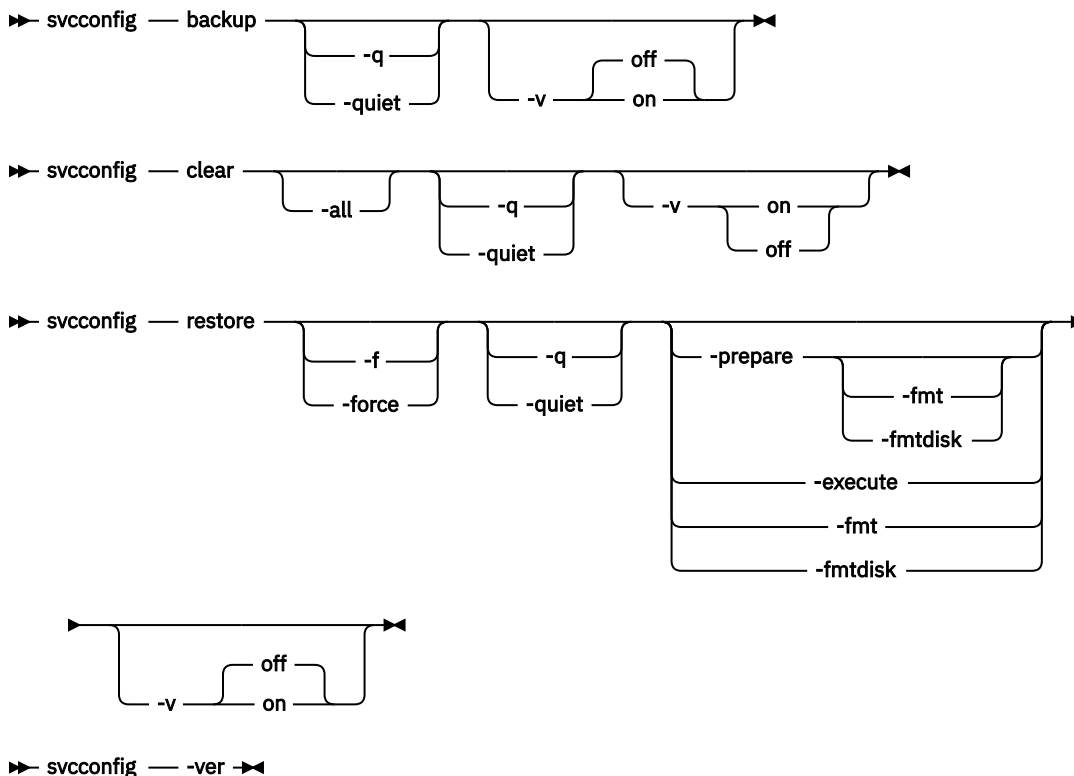 svcconfig backup
-q
-quiet
off
-v on
svcconfig clear
-all
-q
-quiet
-v on
off
svcconfig restore
-f
-force
-q
-quiet
-prepare
-fmt
-fmtdisk
-execute
-fmt
-fmtdisk
off
-v on
svcconfig -ver